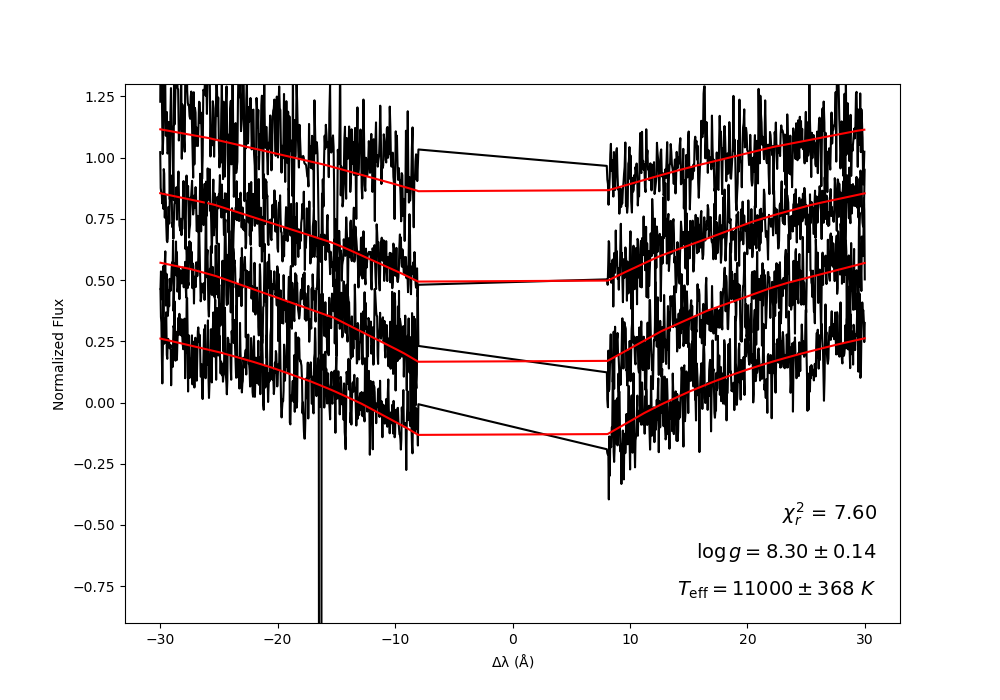 1.25
1.00
0.75
0.50
0.25
0.00
−0.25
−0.50
−0.75
Normalized Flux
χ²ᵣ = 7.60
log g = 8.30 ± 0.14
T_eff = 11000 ± 368 K
−30 −20 −10 0 10 20 30
Δλ (Å)